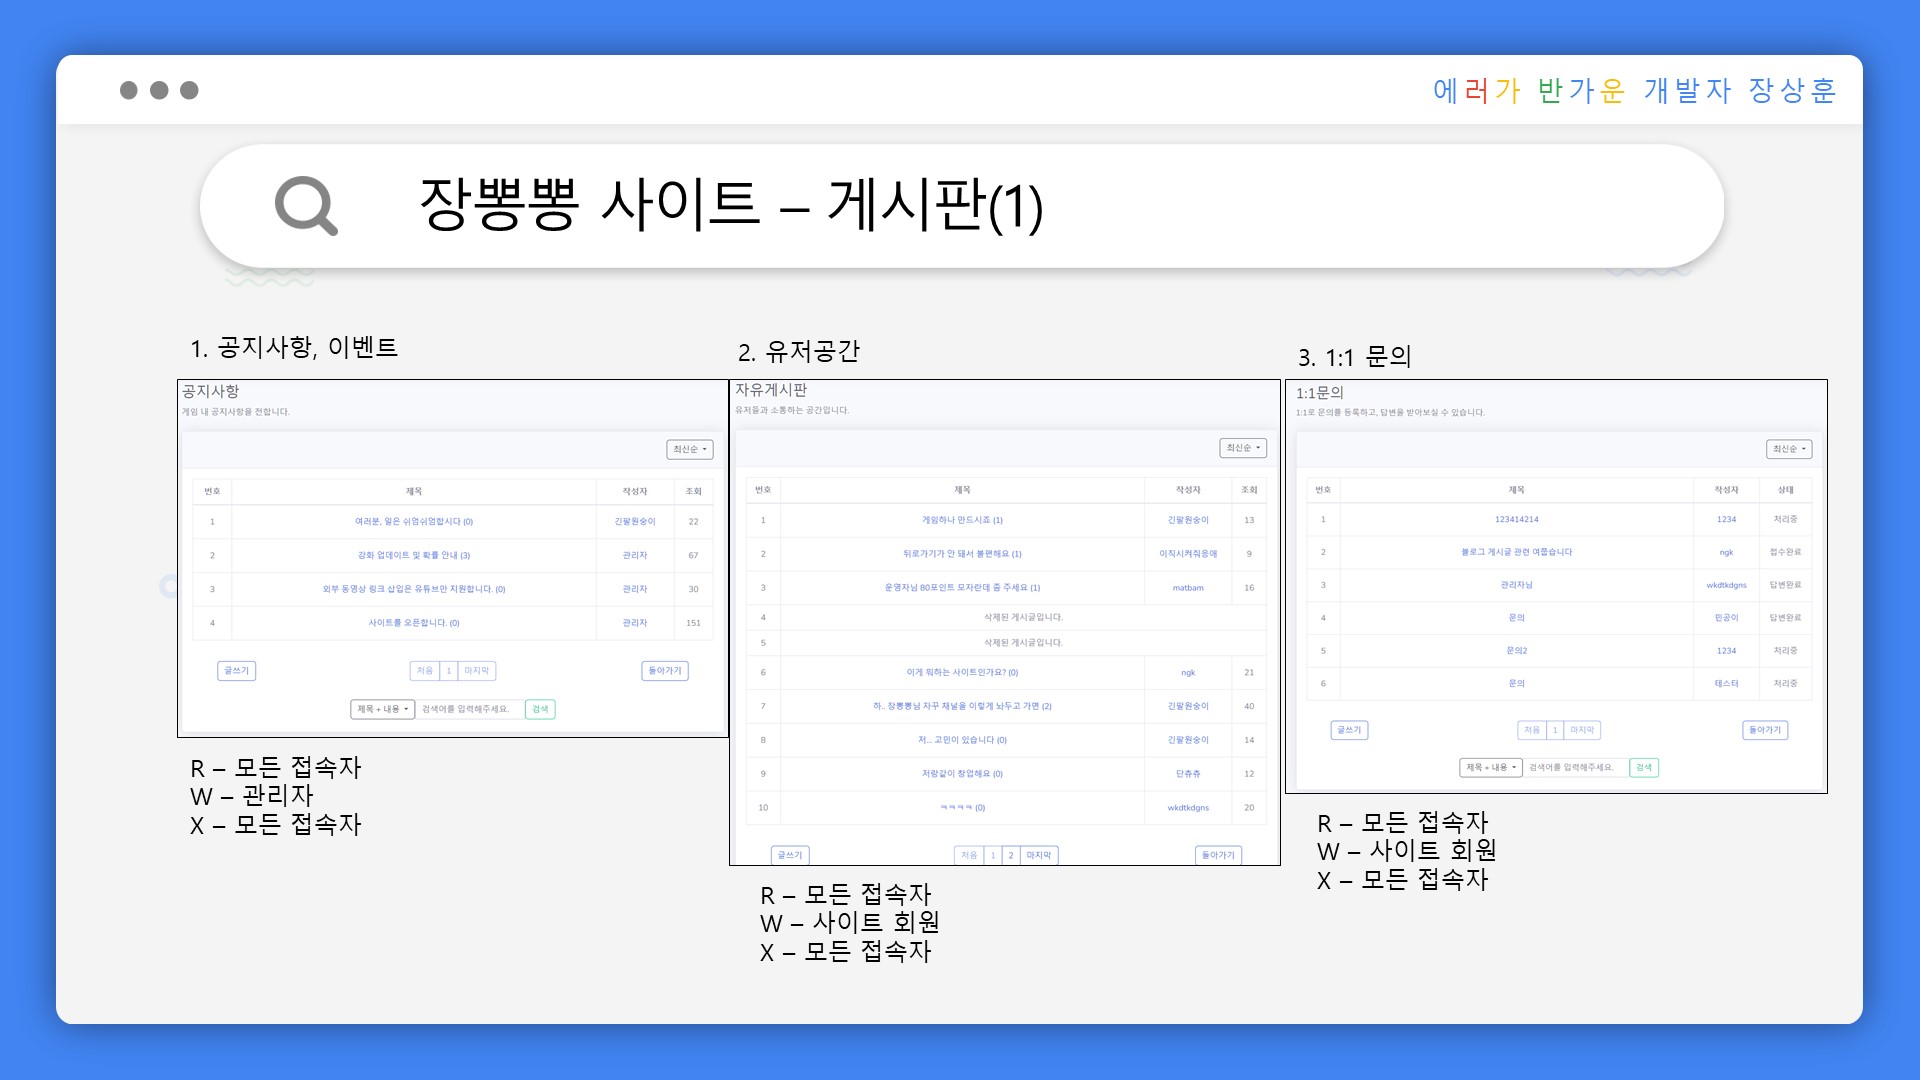 에러가 반가운 개발자 장상훈
장뽕뽕 사이트 – 게시판(1)
1. 공지사항, 이벤트
공지사항
게임 내 공지사항을 전합니다.
최신순
번호 제목 작성자 조회
1 여러분, 일은 쉬엄쉬엄합시다 (0) 긴팔원숭이 22
2 강화 업데이트 및 확률 안내 (3) 관리자 67
3 외부 동영상 링크 삽입은 유튜브만 지원합니다. (0) 관리자 30
4 사이트를 오픈합니다. (0) 관리자 151
글쓰기 처음 1 마지막 돌아가기
제목 + 내용 검색어를 입력해주세요. 검색
R – 모든 접속자
W – 관리자
X – 모든 접속자
2. 유저공간
자유게시판
유저들과 소통하는 공간입니다.
최신순
번호 제목 작성자 조회
1 게임하나 만드시죠 (1) 긴팔원숭이 13
2 뒤로가기가 안 돼서 불편해요 (1) 이직시켜줘응애 9
3 운영자님 80포인트 모자란데 좀 주세요 (1) matbam 16
4 삭제된 게시글입니다.
5 삭제된 게시글입니다.
6 이게 뭐하는 사이트인가요? (0) ngk 21
7 하.. 장뽕뽕님 자꾸 채널을 이렇게 놔두고 가면 (2) 긴팔원숭이 40
8 저... 고민이 있습니다 (0) 긴팔원숭이 14
9 저랑같이 창업해요 (0) 단츄츄 12
10 ㅋㅋㅋㅋ (0) wkdtkdgns 20
글쓰기 처음 1 2 마지막 돌아가기
R – 모든 접속자
W – 사이트 회원
X – 모든 접속자
3. 1:1 문의
1:1문의
1:1로 문의를 등록하고, 답변을 받아보실 수 있습니다.
최신순
번호 제목 작성자 상태
1 123414214 1234 처리중
2 블로그 게시글 관련 여쭙습니다 ngk 접수완료
3 관리자님 wkdtkdgns 답변완료
4 문의 민공이 답변완료
5 문의2 1234 처리중
6 문의 테스터 처리중
글쓰기 처음 1 마지막 돌아가기
제목 + 내용 검색어를 입력해주세요. 검색
R – 모든 접속자
W – 사이트 회원
X – 모든 접속자